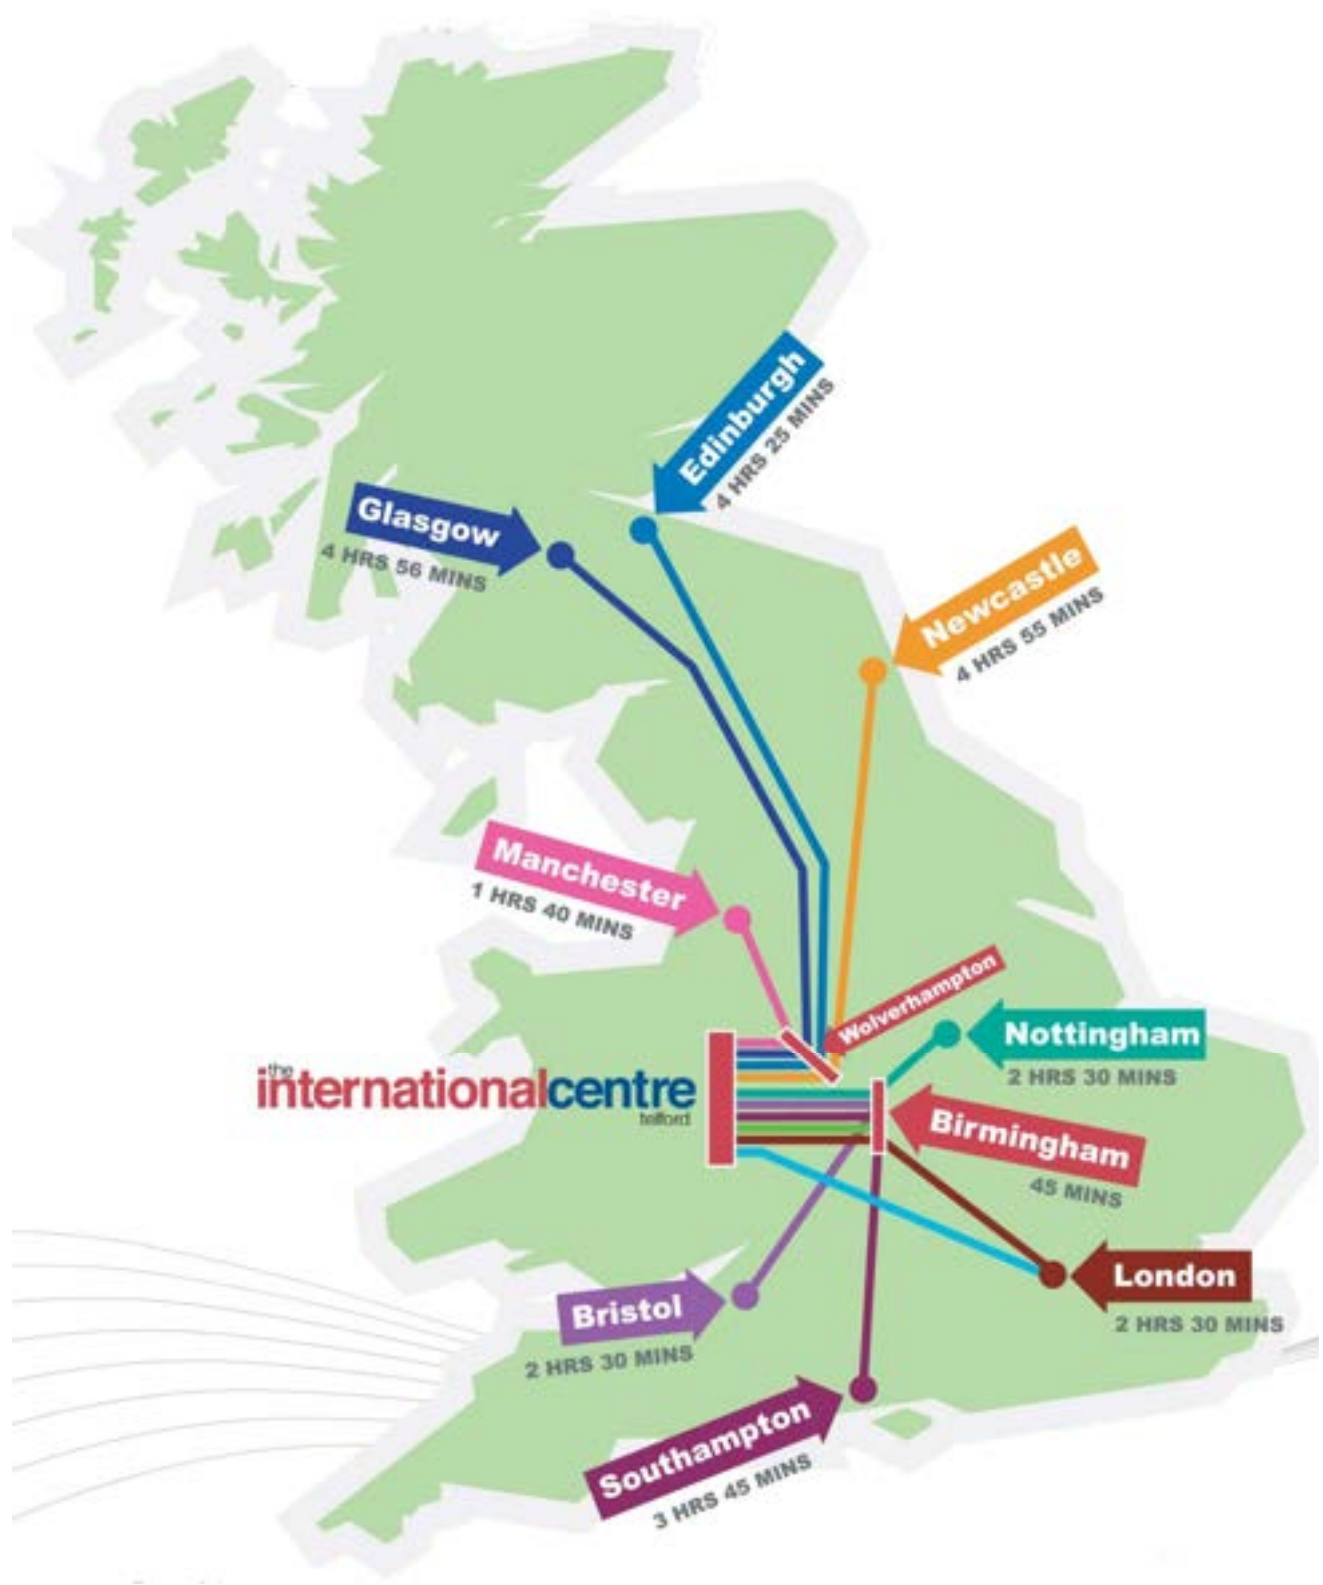 Edinburgh
4 HRS 25 MINS
Glasgow
4 HRS 56 MINS
Newcastle
4 HRS 55 MINS
Manchester
1 HRS 40 MINS
Wolverhampton
Nottingham
2 HRS 30 MINS
the
internationalcentre
telford
Birmingham
45 MINS
London
2 HRS 30 MINS
Bristol
2 HRS 30 MINS
Southampton
3 HRS 45 MINS